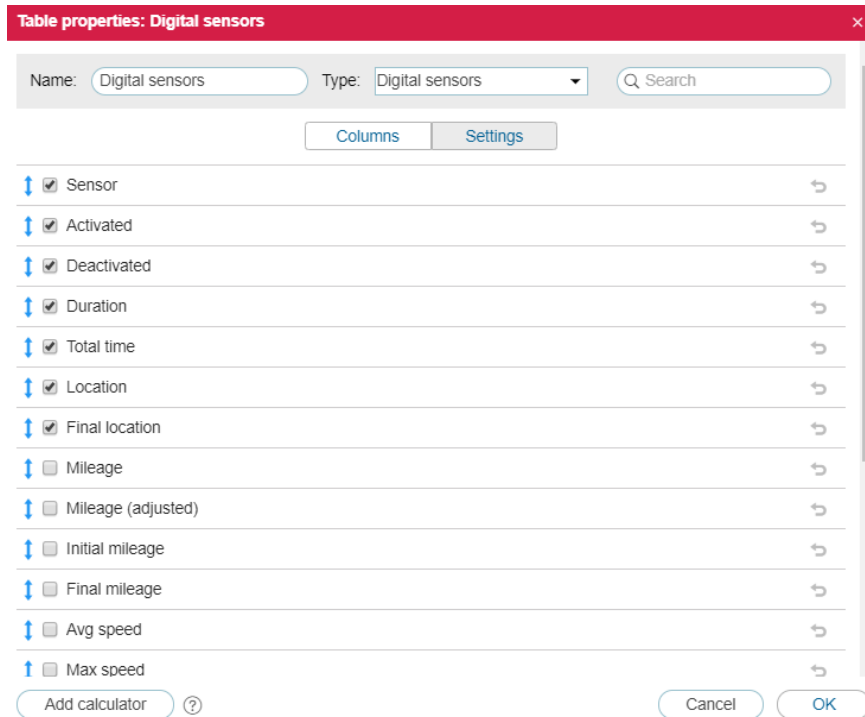 Table properties: Digital sensors ×
Name: Digital sensors Type: Digital sensors Search
Columns Settings
Sensor
Activated
Deactivated
Duration
Total time
Location
Final location
Mileage
Mileage (adjusted)
Initial mileage
Final mileage
Avg speed
Max speed
Add calculator ? Cancel OK